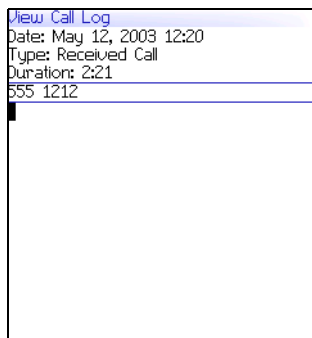 View Call Log
Date: May 12, 2003 12:20
Type: Received Call
Duration: 2:21
555 1212